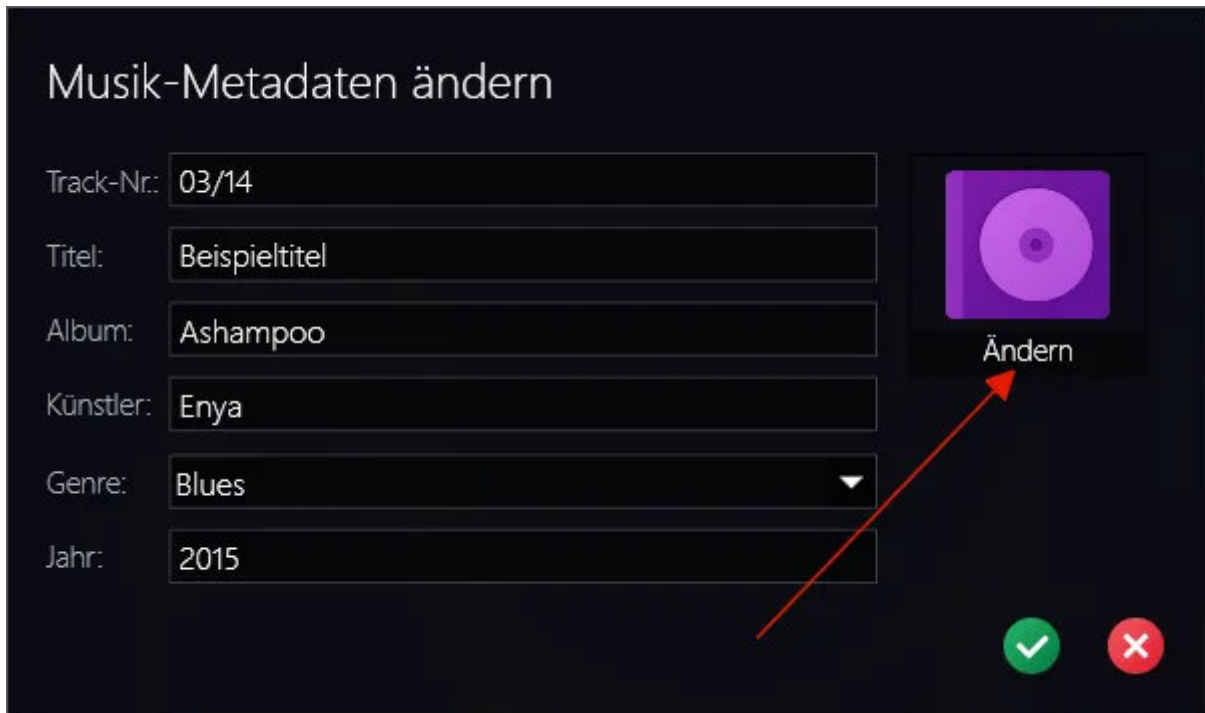 Musik-Metadaten ändern
Track-Nr.: 03/14
Titel: Beispieltitel
Album: Ashampoo
Ändern
Künstler: Enya
Genre: Blues
Jahr: 2015